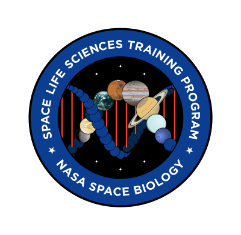 SPACE LIFE SCIENCES TRAINING PROGRAM
NASA SPACE BIOLOGY